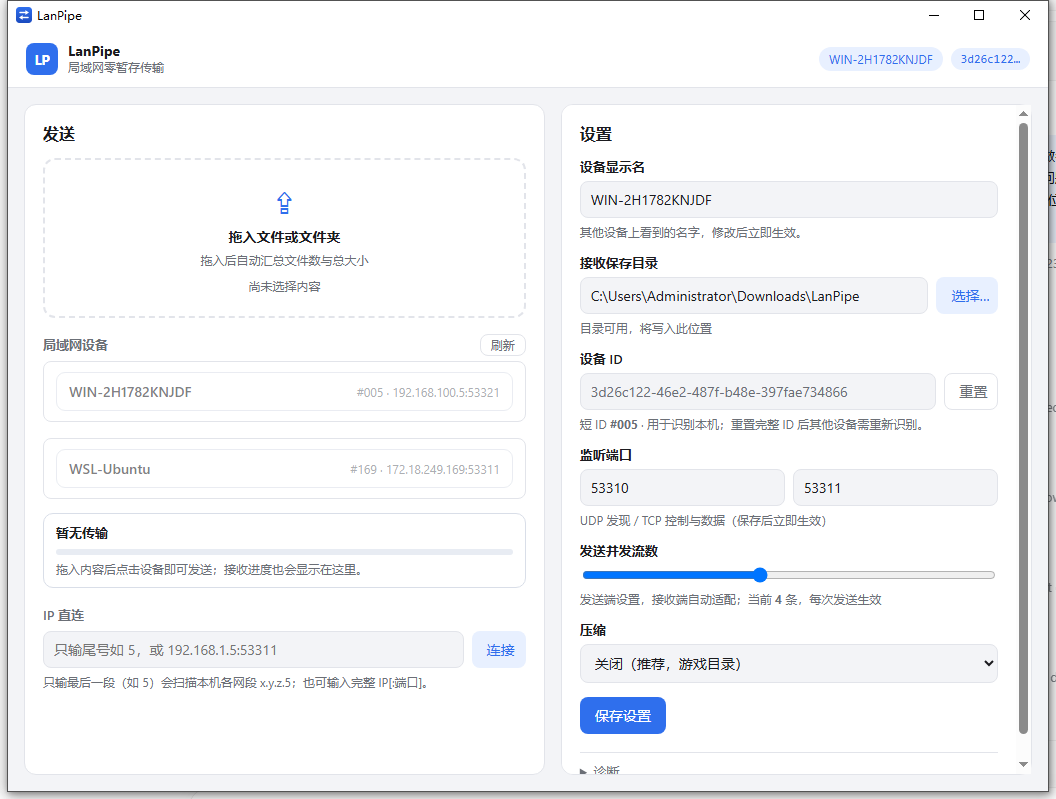 LanPipe
LP
LanPipe
局域网零暂存传输
WIN-2H1782KNJDF
3d26c122…
发送
拖入文件或文件夹
拖入后自动汇总文件数与总大小
尚未选择内容
局域网设备
刷新
WIN-2H1782KNJDF
#005 · 192.168.100.5:53321
WSL-Ubuntu
#169 · 172.18.249.169:53311
暂无传输
拖入内容后点击设备即可发送；接收进度也会显示在这里。
IP 直连
只输尾号如 5，或 192.168.1.5:53311
连接
只输最后一段（如 5）会扫描本机各网段 x.y.z.5；也可输入完整 IP[:端口]。
设置
设备显示名
WIN-2H1782KNJDF
其他设备上看到的名字，修改后立即生效。
接收保存目录
C:\Users\Administrator\Downloads\LanPipe
选择...
目录可用，将写入此位置
设备 ID
3d26c122-46e2-487f-b48e-397fae734866
重置
短 ID #005 · 用于识别本机；重置完整 ID 后其他设备需重新识别。
监听端口
53310
53311
UDP 发现 / TCP 控制与数据（保存后立即生效）
发送并发流数
发送端设置，接收端自动适配；当前 4 条，每次发送生效
压缩
关闭（推荐，游戏目录）
保存设置
诊断